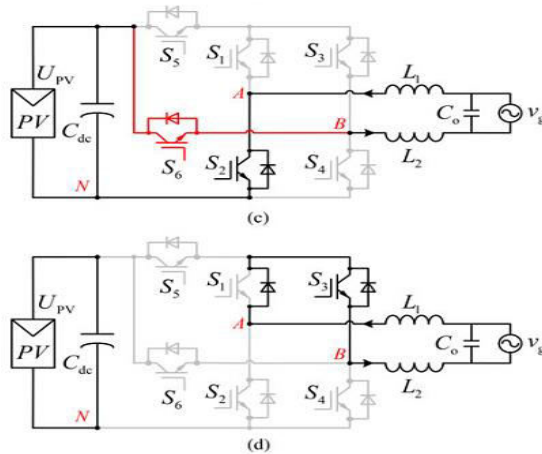 S5
S1
S3
UPV
A
L1
PV
Cdc
Co
vg
B
S6
S2
S4
L2
N
(c)
S5
S1
S3
UPV
A
L1
PV
Cdc
Co
vg
B
S6
S2
S4
L2
N
(d)